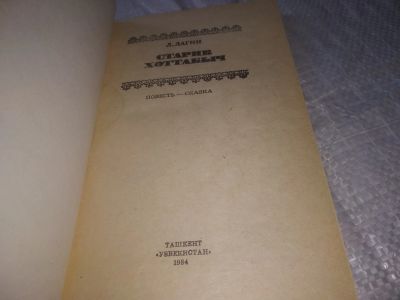 Л. ЛАГИН
СТАРИК
ХОТТАБЫЧ
ПОВЕСТЬ — СКАЗКА
ТАШКЕНТ
«УЗБЕКИСТАН»
1984